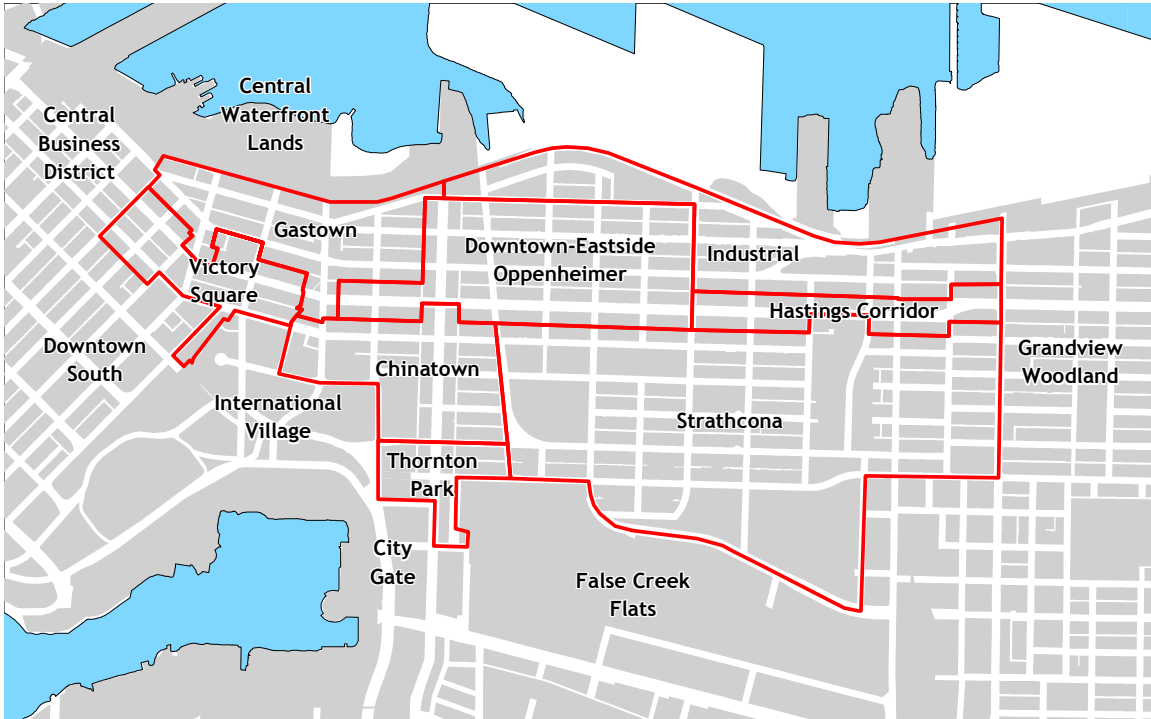 Central
Waterfront
Lands
Central
Business
District
Gastown
Downtown-Eastside
Oppenheimer
Industrial
Victory
Square
Hastings Corridor
Downtown
South
Chinatown
Grandview
Woodland
International
Village
Strathcona
Thornton
Park
City
Gate
False Creek
Flats